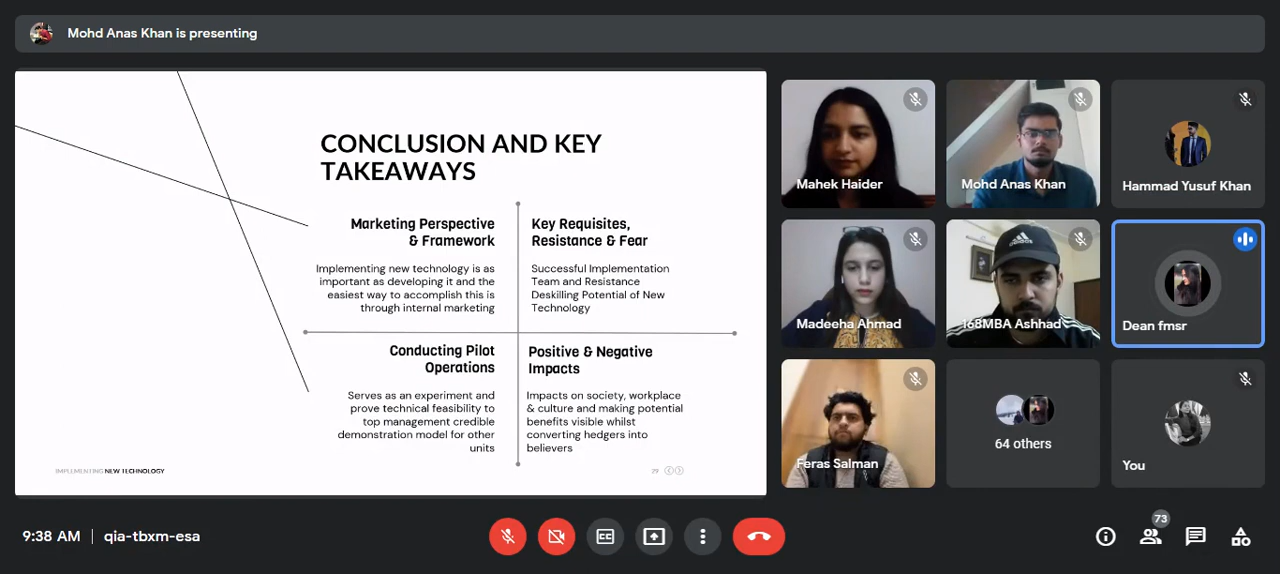 Mohd Anas Khan is presenting
CONCLUSION AND KEY
TAKEAWAYS
Marketing Perspective
& Framework
Implementing new technology is as
important as developing it and the
easiest way to accomplish this is
through internal marketing
Key Requisites,
Resistance & Fear
Successful Implementation
Team and Resistance
Deskilling Potential of New
Technology
Conducting Pilot
Operations
Serves as an experiment and
prove technical feasibility to
top management credible
demonstration model for other
units
Positive & Negative
Impacts
Impacts on society, workplace
& culture and making potential
benefits visible whilst
converting hedgers into
believers
IMPLEMENTING NEW TECHNOLOGY
29
Mahek Haider
Mohd Anas Khan
Hammad Yusuf Khan
Madeeha Ahmad
168MBA Ashhad
adidas
Dean fmsr
Feras Salman
64 others
You
9:38 AM | qia-tbxm-esa
CC
73